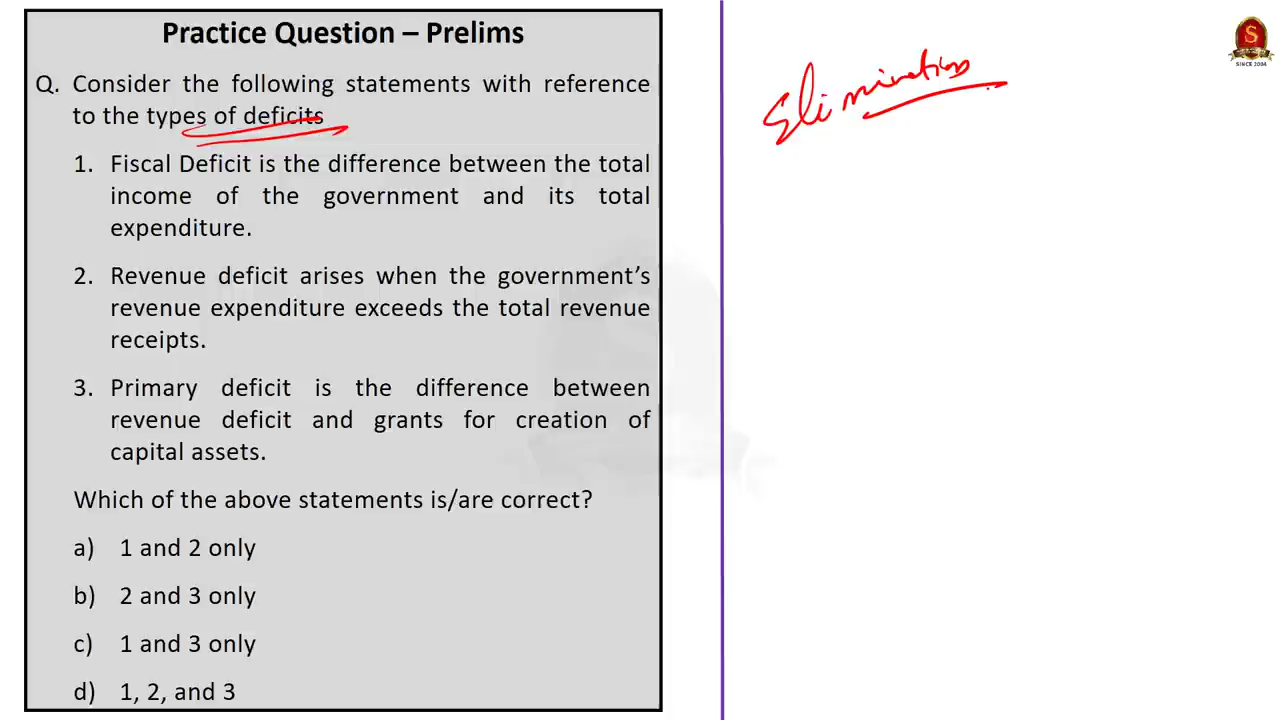 Practice Question – Prelims
Q. Consider the following statements with reference
to the types of deficits
1. Fiscal Deficit is the difference between the total
income of the government and its total
expenditure.
2. Revenue deficit arises when the government's
revenue expenditure exceeds the total revenue
receipts.
3. Primary deficit is the difference between
revenue deficit and grants for creation of
capital assets.
Which of the above statements is/are correct?
a) 1 and 2 only
b) 2 and 3 only
c) 1 and 3 only
d) 1, 2, and 3
Elimination
S
SINCE 2004